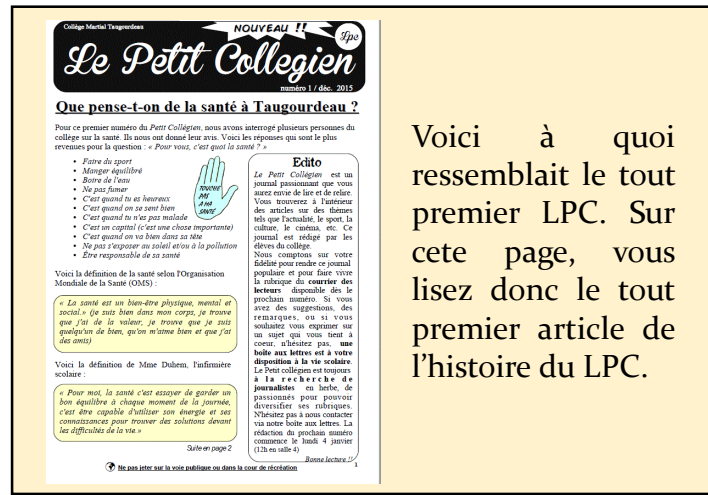 Collège Martial Taugourdeau
NOUVEAU !!
Lpc
Le Petit Collegien
numéro 1 / déc. 2015
Que pense-t-on de la santé à Taugourdeau ?
Pour ce premier numéro du Petit Collégien, nous avons interrogé plusieurs personnes du
collège sur la santé. Ils nous ont donné leur avis. Voici les réponses qui sont le plus
revenues pour la question : « Pour vous, c'est quoi la santé ? »
• Faire du sport
• Manger équilibré
• Boire de l'eau
• Ne pas fumer
• C'est quand tu es heureux
• C'est quand on se sent bien
• C'est quand tu n'es pas malade
• C'est un capital (c'est une chose importante)
• C'est quand on va bien dans sa tête
• Ne pas s'exposer au soleil et/ou à la pollution
• Être responsable de sa santé
TOUCHE
PAS
A MA
SANTE
Voici la définition de la santé selon l'Organisation
Mondiale de la Santé (OMS) :
« La santé est un bien-être physique, mental et
social.» (je suis bien dans mon corps, je trouve
que j'ai de la valeur, je trouve que je suis
quelqu'un de bien, qu'on m'aime bien et que j'ai
des amis)
Voici la définition de Mme Duhem, l'infirmière
scolaire :
« Pour moi, la santé c'est essayer de garder un
bon équilibre à chaque moment de la journée,
c'est être capable d'utiliser son énergie et ses
connaissances pour trouver des solutions devant
les difficultés de la vie.»
Suite en page 2
Edito
Le Petit Collégien est un
journal passionnant que vous
aurez envie de lire et de relire.
Vous trouverez à l'intérieur
des articles sur des thèmes
tels que l'actualité, le sport, la
culture, le cinéma, etc. Ce
journal est rédigé par les
élèves du collège.
Nous comptons sur votre
fidélité pour rendre ce journal
populaire et pour faire vivre
la rubrique du courrier des
lecteurs disponible dès le
prochain numéro. Si vous
avez des suggestions, des
remarques, ou si vous
souhaitez vous exprimer sur
un sujet qui vous tient à
coeur, n'hésitez pas, une
boîte aux lettres est à votre
disposition à la vie scolaire.
Le Petit collégien est toujours
à la recherche de
journalistes en herbe, de
passionnés pour pouvoir
diversifier ses rubriques.
N'hésitez pas à nous contacter
via notre boîte aux lettres. La
rédaction du prochain numéro
commence le lundi 4 janvier
(12h en salle 4)
Bonne lecture !!
Ne pas jeter sur la voie publique ou dans la cour de récréation
1
Voici à quoi
ressemblait le tout
premier LPC. Sur
cete page, vous
lisez donc le tout
premier article de
l'histoire du LPC.